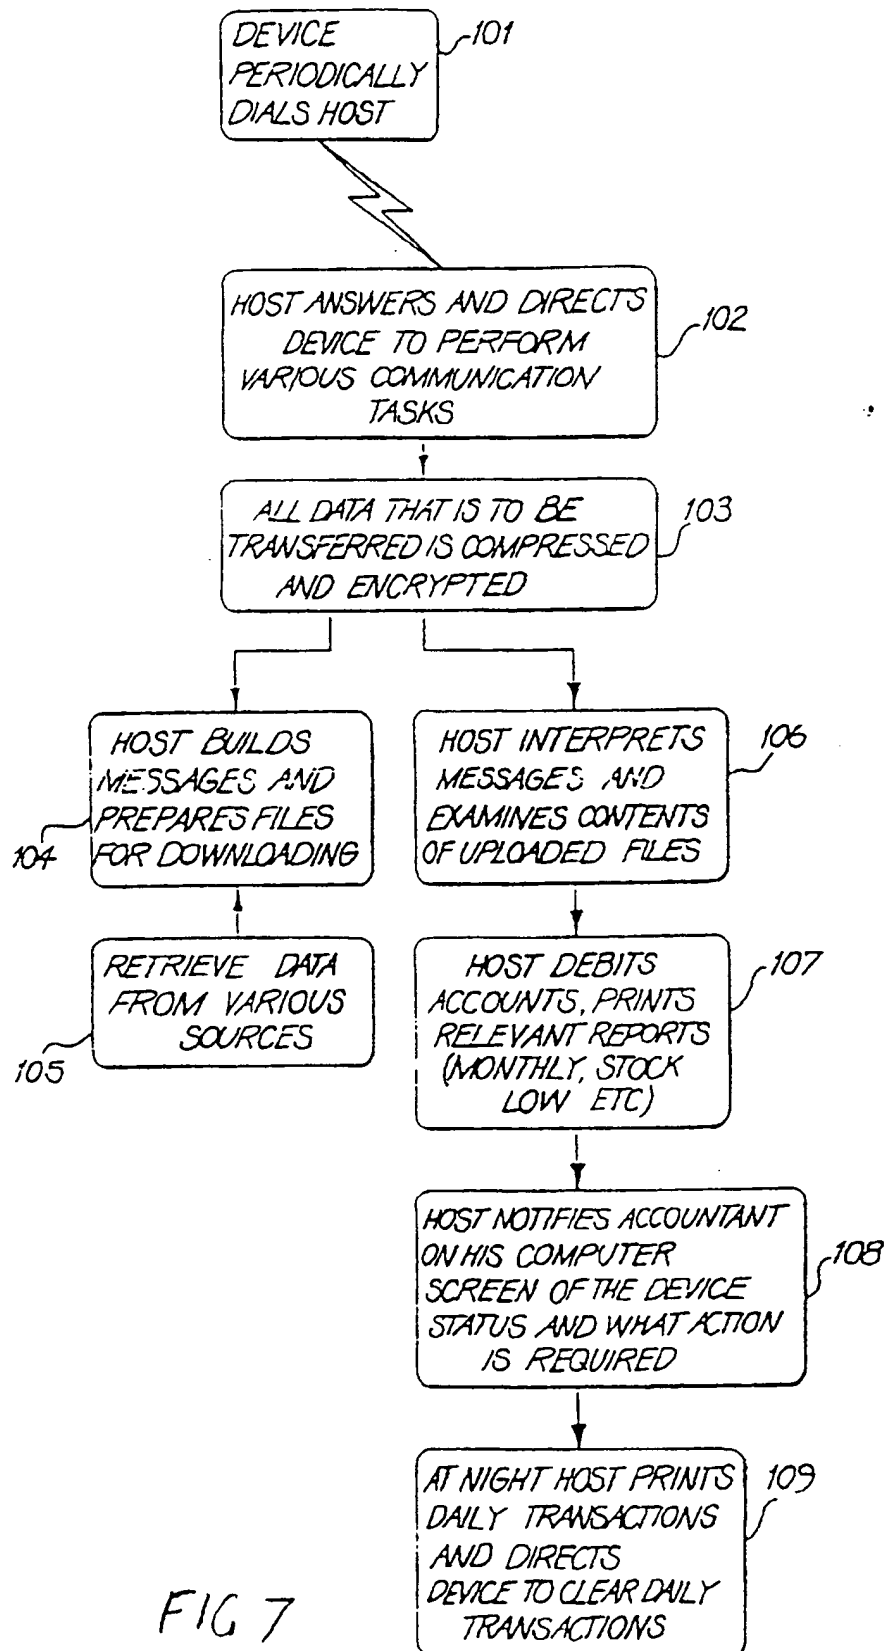 DEVICE
PERIODICALLY
DIALS HOST
101
HOST ANSWERS AND DIRECTS
DEVICE TO PERFORM
VARIOUS COMMUNICATION
TASKS
102
ALL DATA THAT IS TO BE
TRANSFERRED IS COMPRESSED
AND ENCRYPTED
103
HOST BUILDS
MESSAGES AND
PREPARES FILES
FOR DOWNLOADING
104
RETRIEVE DATA
FROM VARIOUS
SOURCES
105
HOST INTERPRETS
MESSAGES AND
EXAMINES CONTENTS
OF UPLOADED FILES
106
HOST DEBITS
ACCOUNTS, PRINTS
RELEVANT REPORTS
(MONTHLY, STOCK
LOW ETC)
107
HOST NOTIFIES ACCOUNTANT
ON HIS COMPUTER
SCREEN OF THE DEVICE
STATUS AND WHAT ACTION
IS REQUIRED
108
AT NIGHT HOST PRINTS
DAILY TRANSACTIONS
AND DIRECTS
DEVICE TO CLEAR DAILY
TRANSACTIONS
109
FIG 7